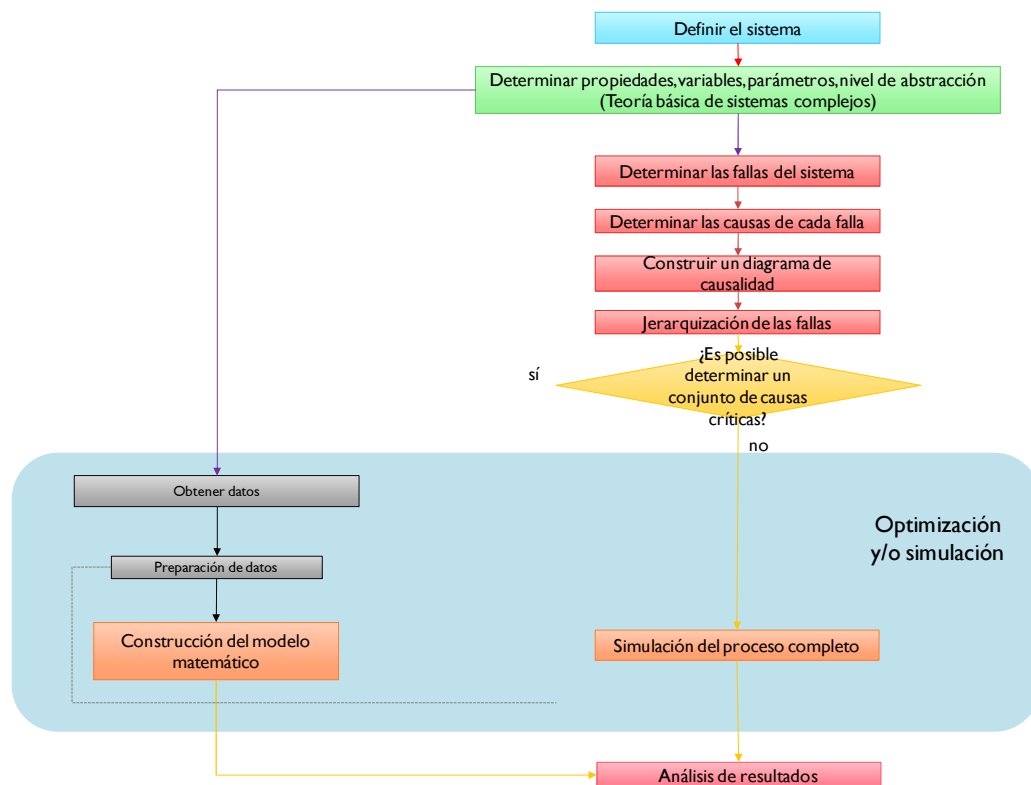 Definir el sistema
Determinar propiedades, variables, parámetros, nivel de abstracción
(Teoría básica de sistemas complejos)
Determinar las fallas del sistema
Determinar las causas de cada falla
Construir un diagrama de
causalidad
Jerarquización de las fallas
¿Es posible
determinar un
conjunto de causas
críticas?
sí
no
Obtener datos
Optimización
y/o simulación
Preparación de datos
Construcción del modelo
matemático
Simulación del proceso completo
Análisis de resultados